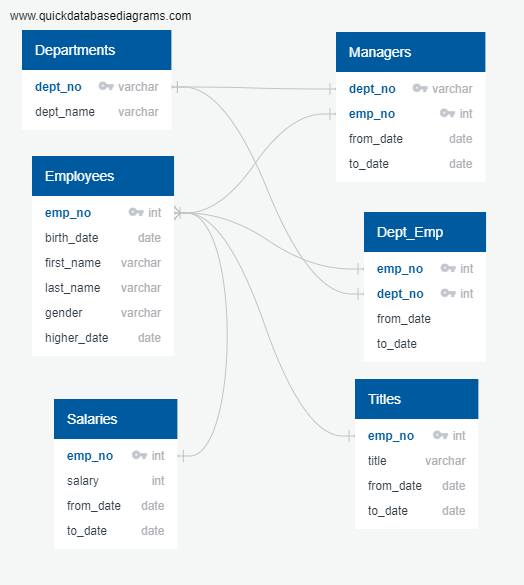 www.quickdatabasediagrams.com
Departments
dept_no varchar
dept_name varchar
Employees
emp_no int
birth_date date
first_name varchar
last_name varchar
gender varchar
higher_date date
Salaries
emp_no int
salary int
from_date date
to_date date
Managers
dept_no varchar
emp_no int
from_date date
to_date date
Dept_Emp
emp_no int
dept_no int
from_date
to_date
Titles
emp_no int
title varchar
from_date date
to_date date